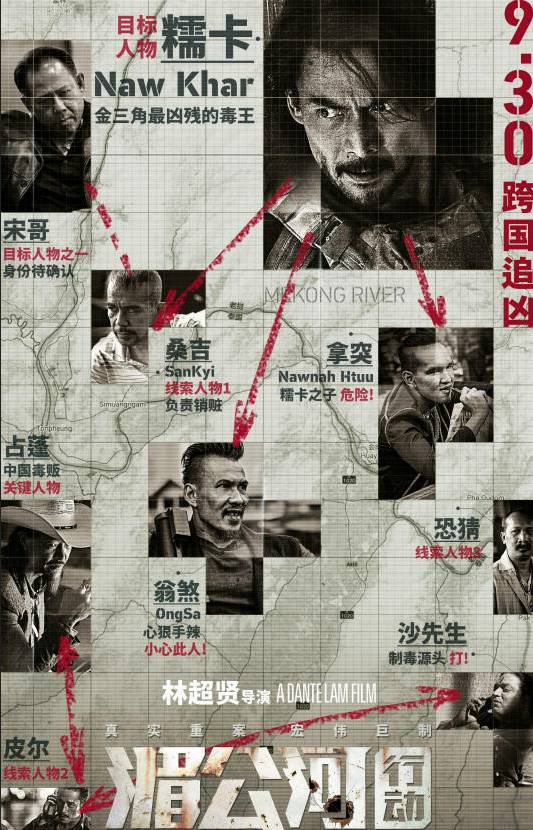 9.30
跨国追凶
目标
人物
糯卡
Naw Khar
金三角最凶残的毒王
宋哥
目标人物之一
身份待确认
MEKONG RIVER
老挝
泰国
桑吉
SanKyi
线索人物1
负责销赃
拿突
Nawnah Htuu
糯卡之子 危险!
Simuangngam
Tonpheung
占蓬
中国毒贩
关键人物
恐猜
线索人物3
翁煞
OngSa
心狠手辣
小心此人!
沙先生
制毒源头 打!
林超贤导演 A DANTE LAM FILM
真实重案 宏伟巨制
湄公河行动
皮尔
线索人物2